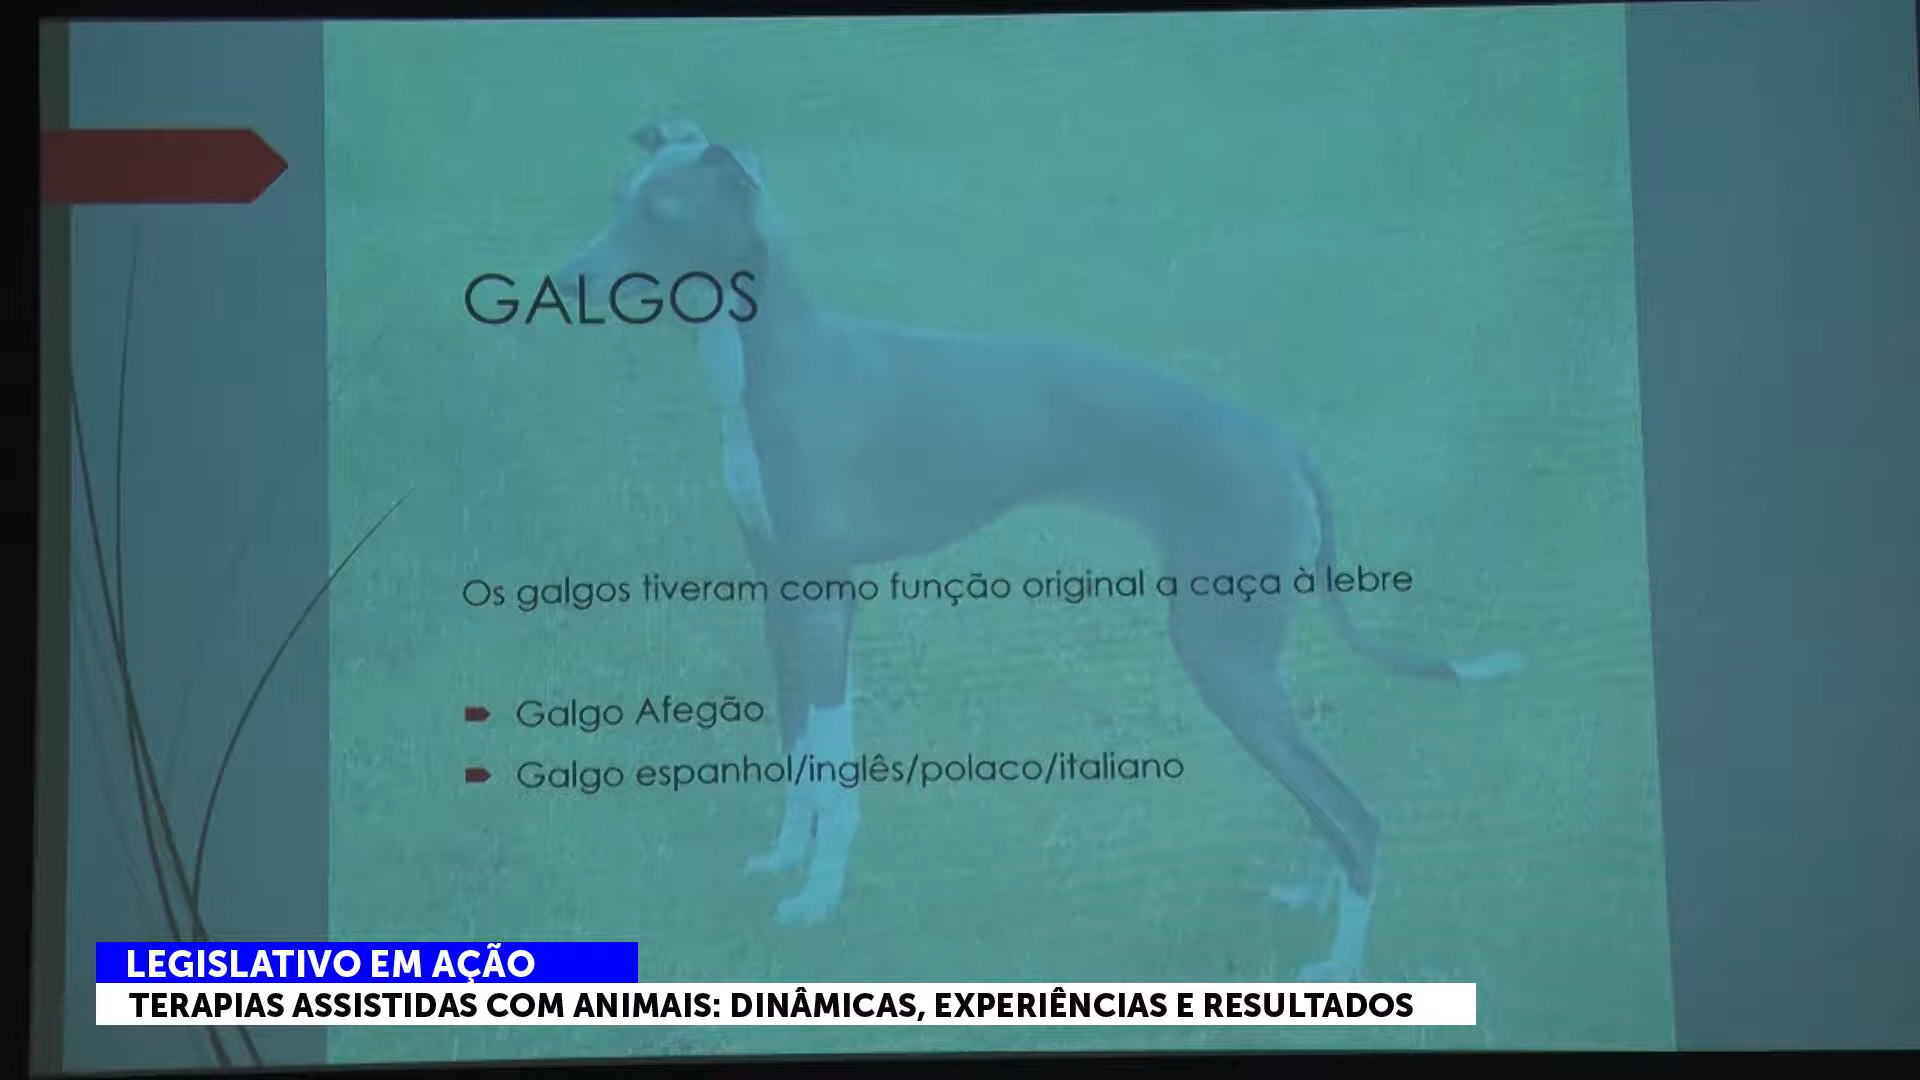 GALGOS
Os galgos tiveram como função original a caça à lebre
Galgo Afegão
Galgo espanhol/inglês/polaco/italiano
LEGISLATIVO EM AÇÃO
TERAPIAS ASSISTIDAS COM ANIMAIS: DINÂMICAS, EXPERIÊNCIAS E RESULTADOS